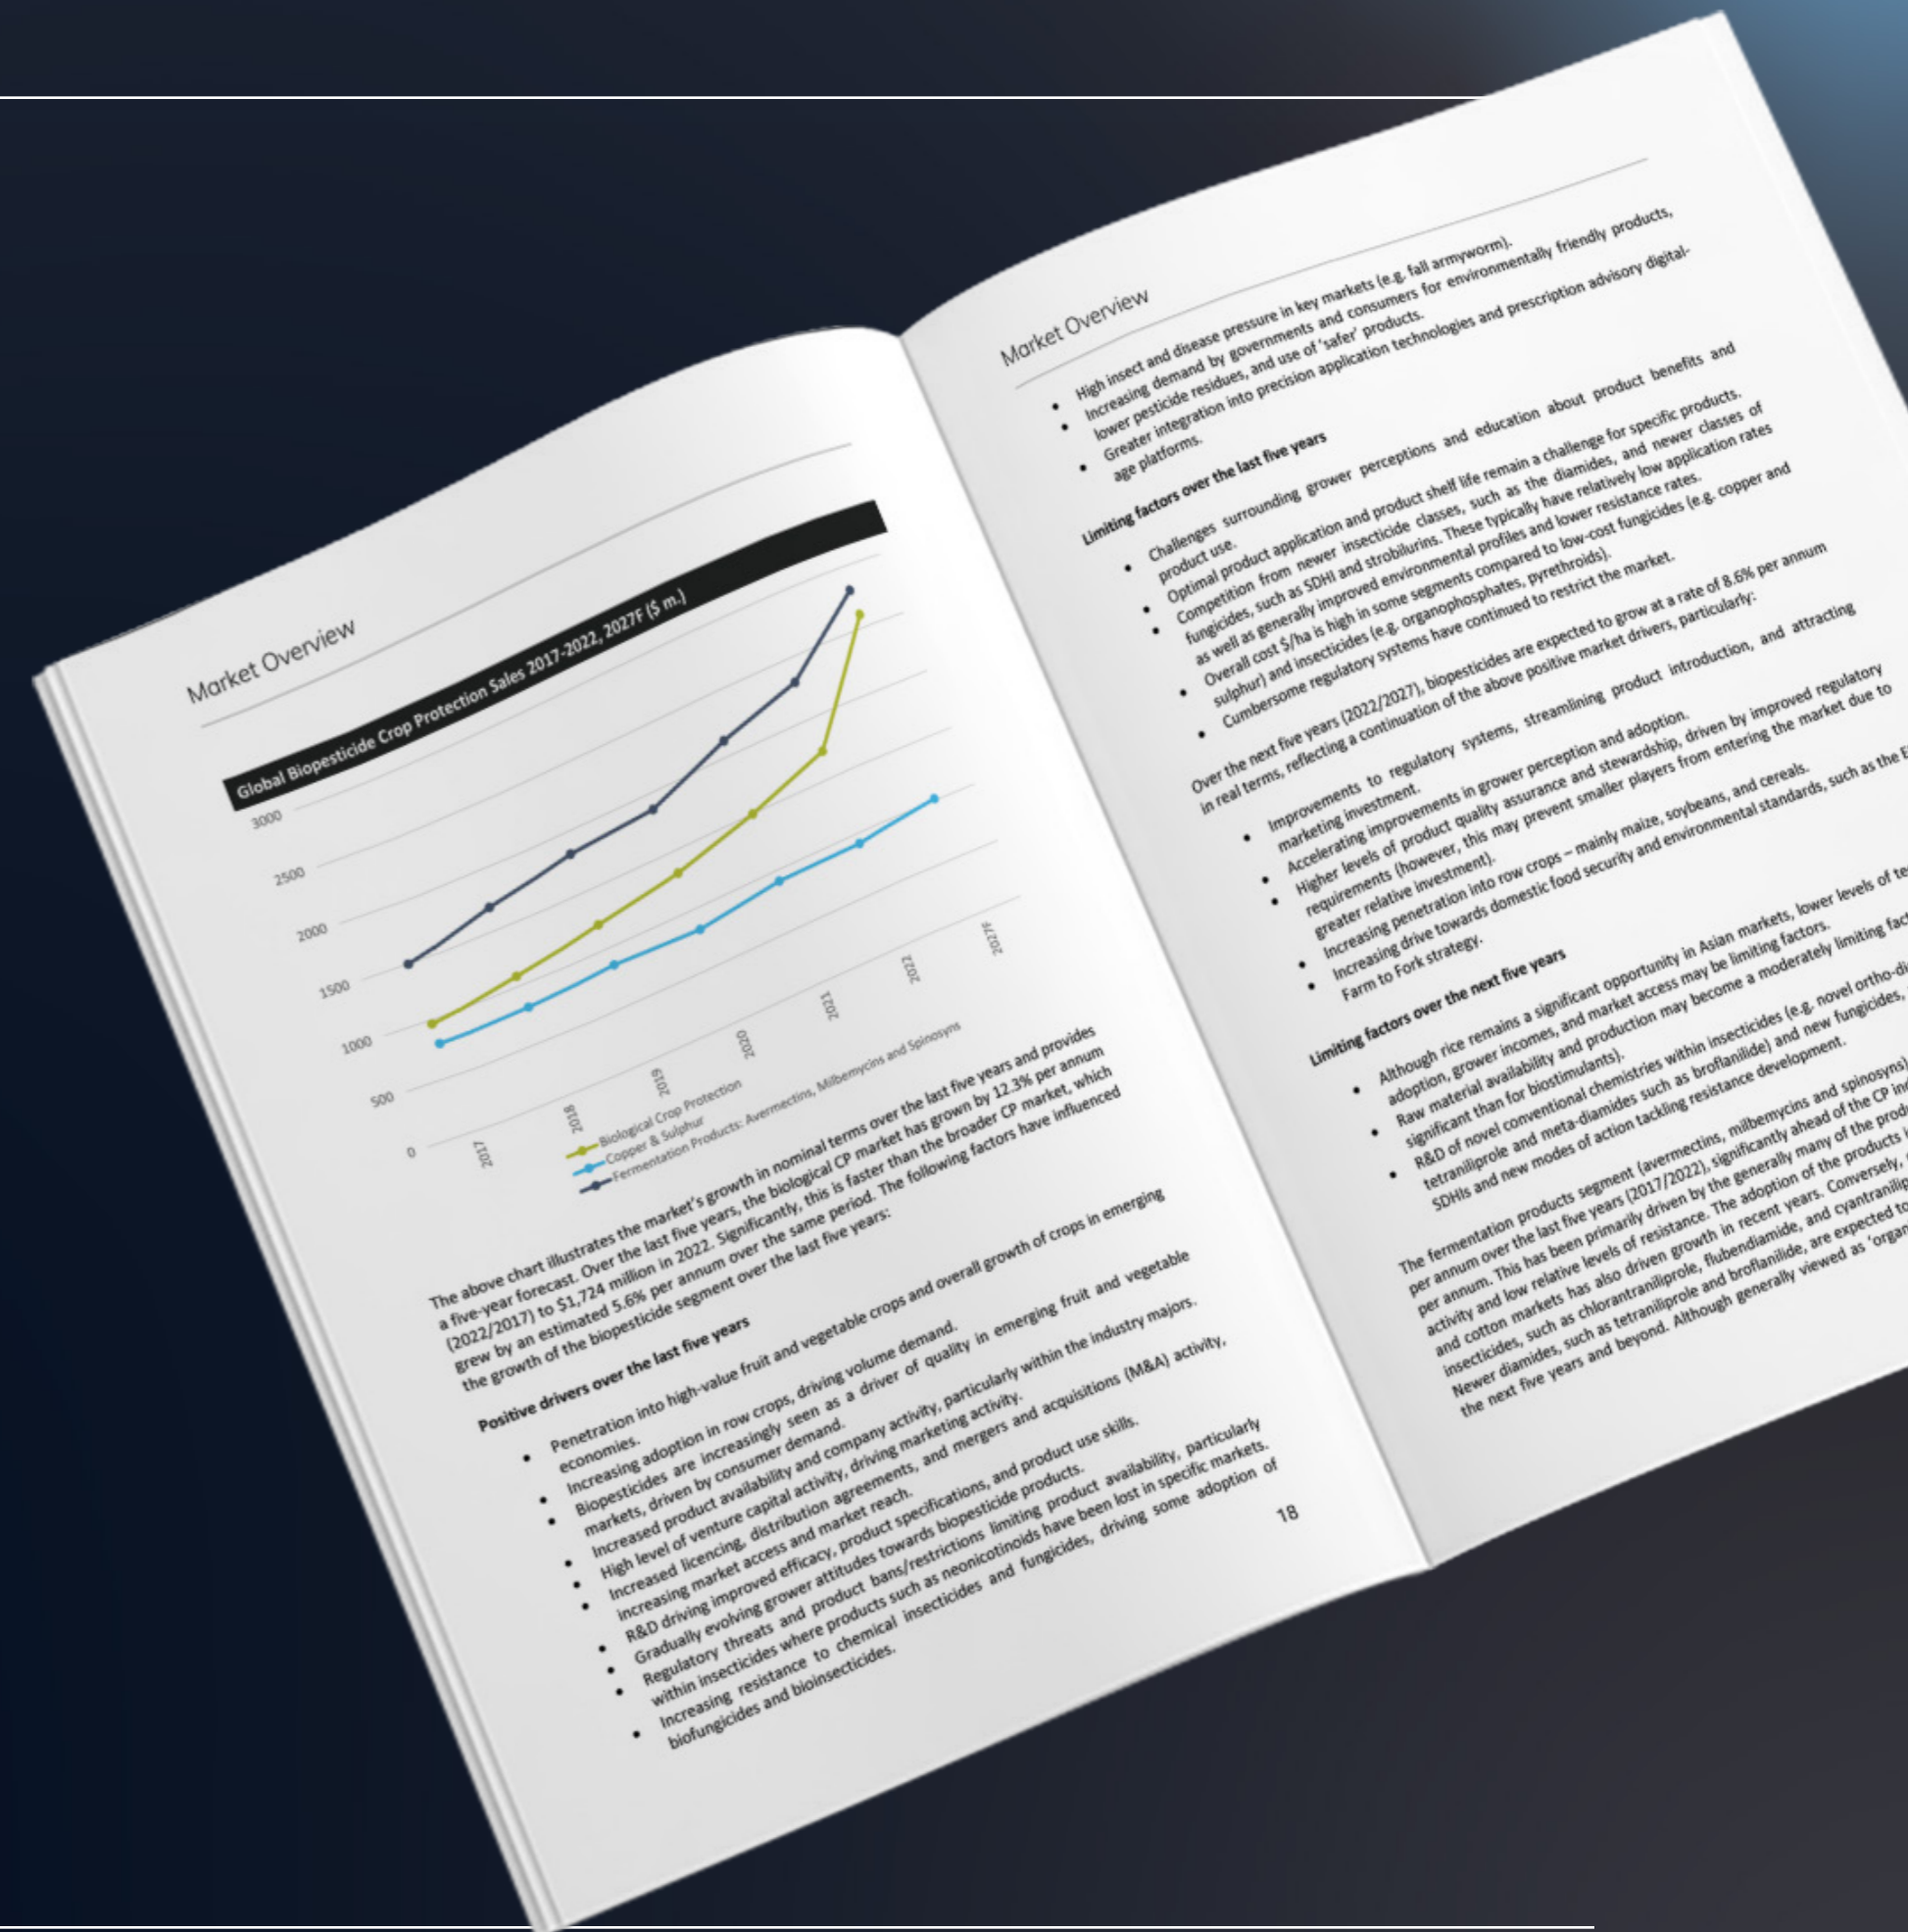 Market Overview
Global Biopesticide Crop Protection Sales 2017-2022, 2027F ($ m.)
3000
2500
2000
1500
1000
500
0
2017
2018
2019
2020
2021
2022
2027F
Biological Crop Protection
Copper & Sulphur
Fermentation Products: Avermectins, Milbemycins and Spinosyns
The above chart illustrates the market's growth in nominal terms over the last five years and provides
a five-year forecast. Over the last five years, the biological CP market has grown by 12.3% per annum
(2022/2017) to $1,724 million in 2022. Significantly, this is faster than the broader CP market, which
grew by an estimated 5.6% per annum over the same period. The following factors have influenced
the growth of the biopesticide segment over the last five years:
Positive drivers over the last five years
• Penetration into high-value fruit and vegetable crops and overall growth of crops in emerging
economies.
• Increasing adoption in row crops, driving volume demand.
• Biopesticides are increasingly seen as a driver of quality in emerging fruit and vegetable
markets, driven by consumer demand.
• Increased product availability and company activity, particularly within the industry majors.
• High level of venture capital activity, driving marketing activity.
• Increased licencing, distribution agreements, and mergers and acquisitions (M&A) activity,
increasing market access and market reach.
• R&D driving improved efficacy, product specifications, and product use skills.
• Gradually evolving grower attitudes towards biopesticide products.
• Regulatory threats and product bans/restrictions limiting product availability, particularly
within insecticides where products such as neonicotinoids have been lost in specific markets.
• Increasing resistance to chemical insecticides and fungicides, driving some adoption of
biofungicides and bioinsecticides.
18
Market Overview
• High insect and disease pressure in key markets (e.g. fall armyworm).
• Increasing demand by governments and consumers for environmentally friendly products,
lower pesticide residues, and use of 'safer' products.
• Greater integration into precision application technologies and prescription advisory digital-
age platforms.
Limiting factors over the last five years
• Challenges surrounding grower perceptions and education about product benefits and
product use.
• Optimal product application and product shelf life remain a challenge for specific products.
• Competition from newer insecticide classes, such as the diamides, and newer classes of
fungicides, such as SDHI and strobilurins. These typically have relatively low application rates
as well as generally improved environmental profiles and lower resistance rates.
• Overall cost $/ha is high in some segments compared to low-cost fungicides (e.g. copper and
sulphur) and insecticides (e.g. organophosphates, pyrethroids).
• Cumbersome regulatory systems have continued to restrict the market.
Over the next five years (2022/2027), biopesticides are expected to grow at a rate of 8.6% per annum
in real terms, reflecting a continuation of the above positive market drivers, particularly:
• Improvements to regulatory systems, streamlining product introduction, and attracting
marketing investment.
• Accelerating improvements in grower perception and adoption.
• Higher levels of product quality assurance and stewardship, driven by improved regulatory
requirements (however, this may prevent smaller players from entering the market due to
greater relative investment).
• Increasing penetration into row crops – mainly maize, soybeans, and cereals.
• Increasing drive towards domestic food security and environmental standards, such as the
Farm to Fork strategy.
Limiting factors over the next five years
• Although rice remains a significant opportunity in Asian markets, lower levels of
adoption, grower incomes, and market access may be limiting factors.
• Raw material availability and production may become a moderately limiting
significant than for biostimulants).
• R&D of novel conventional chemistries within insecticides (e.g. novel
tetraniliprole and meta-diamides such as broflanilide) and new fungicides,
SDHIs and new modes of action tackling resistance development.
The fermentation products segment (avermectins, milbemycins and spinosyns)
per annum over the last five years (2017/2022), significantly ahead of the CP
per annum. This has been primarily driven by the generally many of the
activity and low relative levels of resistance. The adoption of the products
and cotton markets has also driven growth in recent years. Conversely,
insecticides, such as chlorantraniliprole, flubendiamide, and
Newer diamides, such as tetraniliprole and broflanilide, are expected to
the next five years and beyond. Although generally viewed as